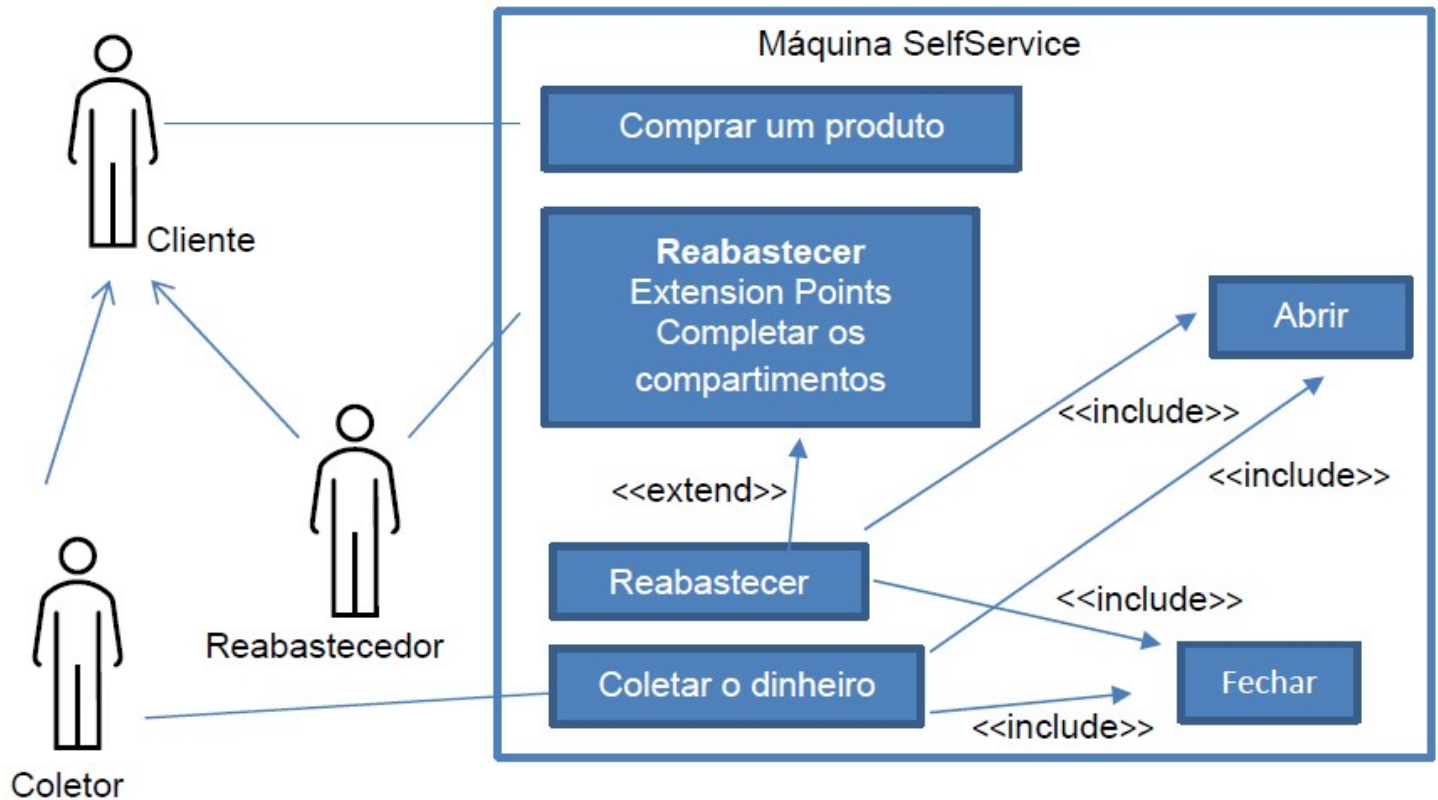 Máquina SelfService
Comprar um produto
Cliente
Reabastecer
Extension Points
Completar os
compartimentos
Abrir
<<include>>
<<include>>
<<extend>>
Reabastecer
<<include>>
Reabastecedor
Coletar o dinheiro
Fechar
<<include>>
Coletor